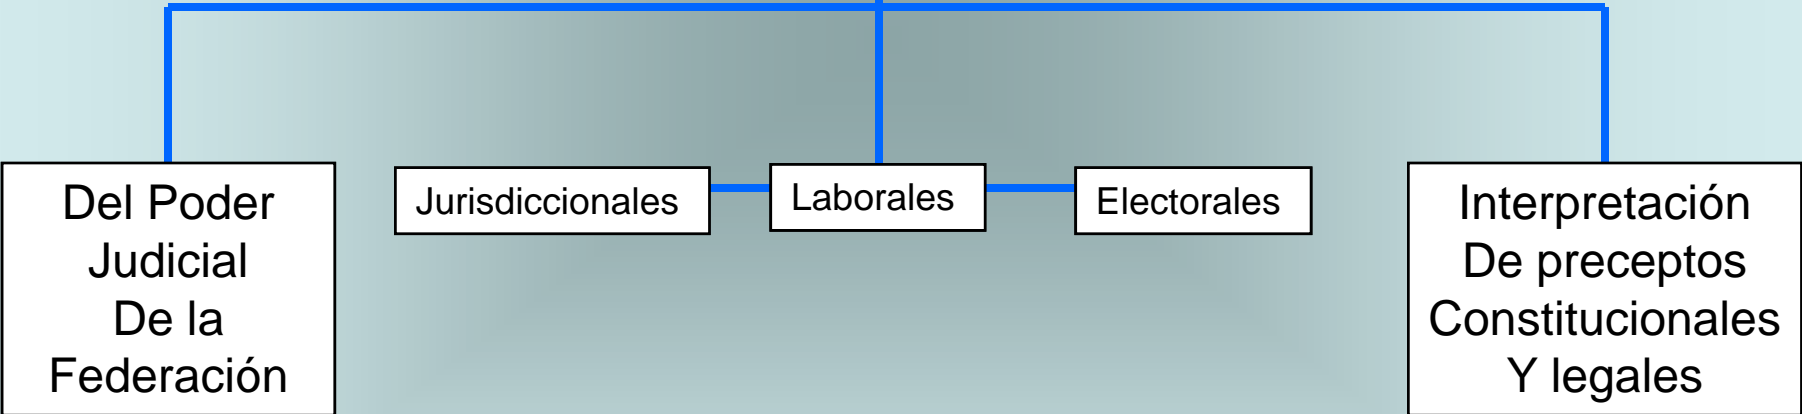 Del Poder
Judicial
De la
Federación
Jurisdiccionales
Laborales
Electorales
Interpretación
De preceptos
Constitucionales
Y legales